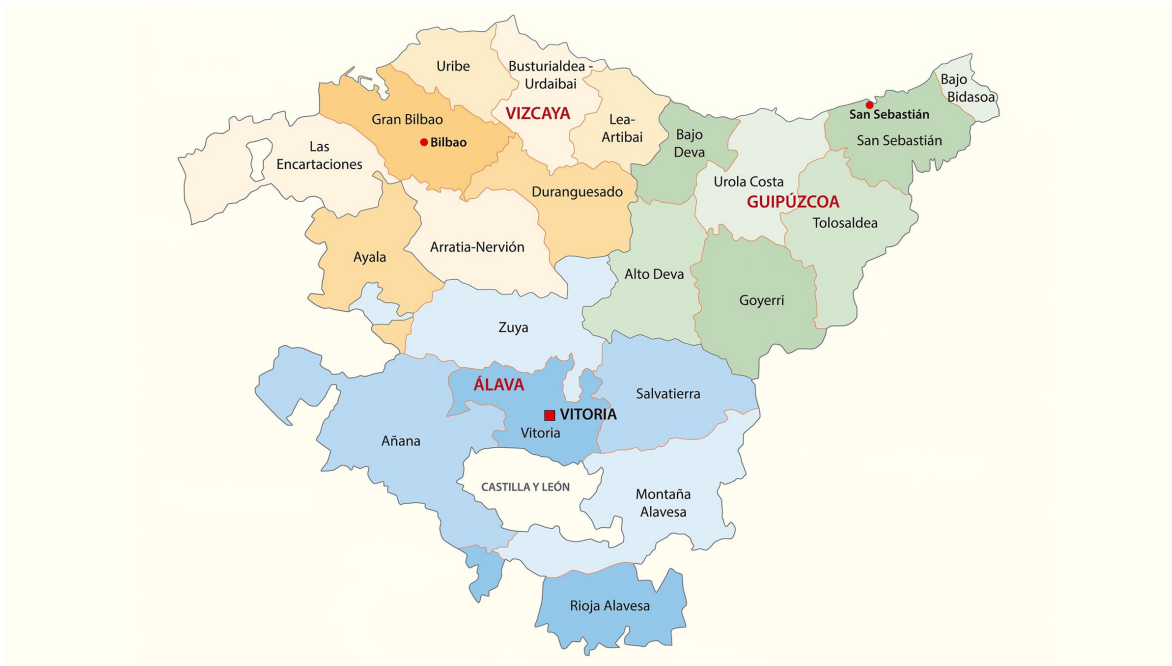 Uribe
Busturialdea -
Urdaibai
VIZCAYA
Gran Bilbao
Bilbao
Lea-
Artibai
Las
Encartaciones
Duranguesado
Arratia-Nervión
Ayala
Bajo
Bidasoa
San Sebastián
San Sebastián
Bajo
Deva
Urola Costa
GUIPÚZCOA
Tolosaldea
Alto Deva
Goyerri
Zuya
ÁLAVA
VITORIA
Vitoria
Salvatierra
Añana
CASTILLA Y LEÓN
Montaña
Alavesa
Rioja Alavesa